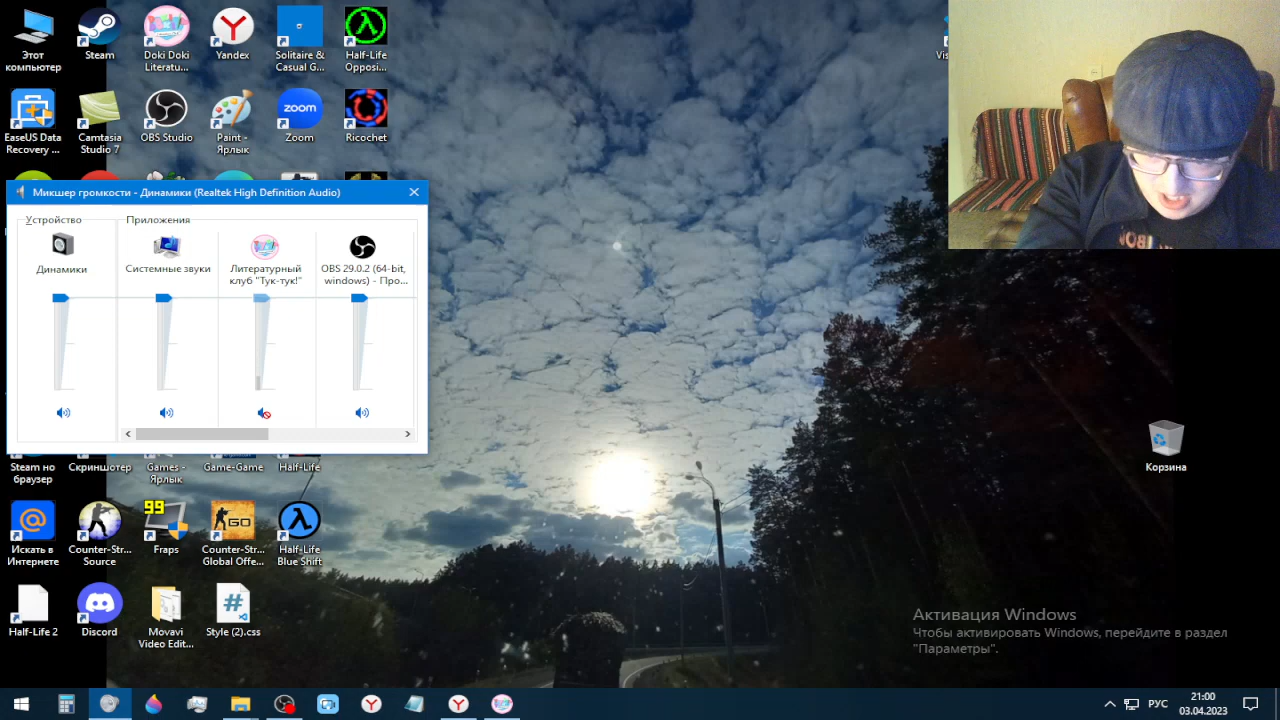 Этот
компьютер
Steam
Doki Doki
Literatu...
Yandex
Solitaire &
Casual G...
Half-Life
Opposi...
EaseUS Data
Recovery ...
Camtasia
Studio 7
OBS Studio
Paint -
Ярлык
zoom
Zoom
Ricochet
Микшер громкости - Динамики (Realtek High Definition Audio)
Устройство
Приложения
Динамики
Системные звуки
Литературный
клуб "Тук-тук!"
OBS 29.0.2 (64-bit,
windows) - Про...
Steam но
браузер
Скриншотер
Games -
Ярлык
Game-Game
Half-Life
Искать в
Интернете
Counter-Str...
Source
99
Fraps
GO
Counter-Str...
Global Offe...
Half-Life
Blue Shift
Half-Life 2
Discord
Movavi
Video Edit...
Style (2).css
Корзина
Активация Windows
Чтобы активировать Windows, перейдите в раздел
"Параметры".
РУС
21:00
03.04.2023